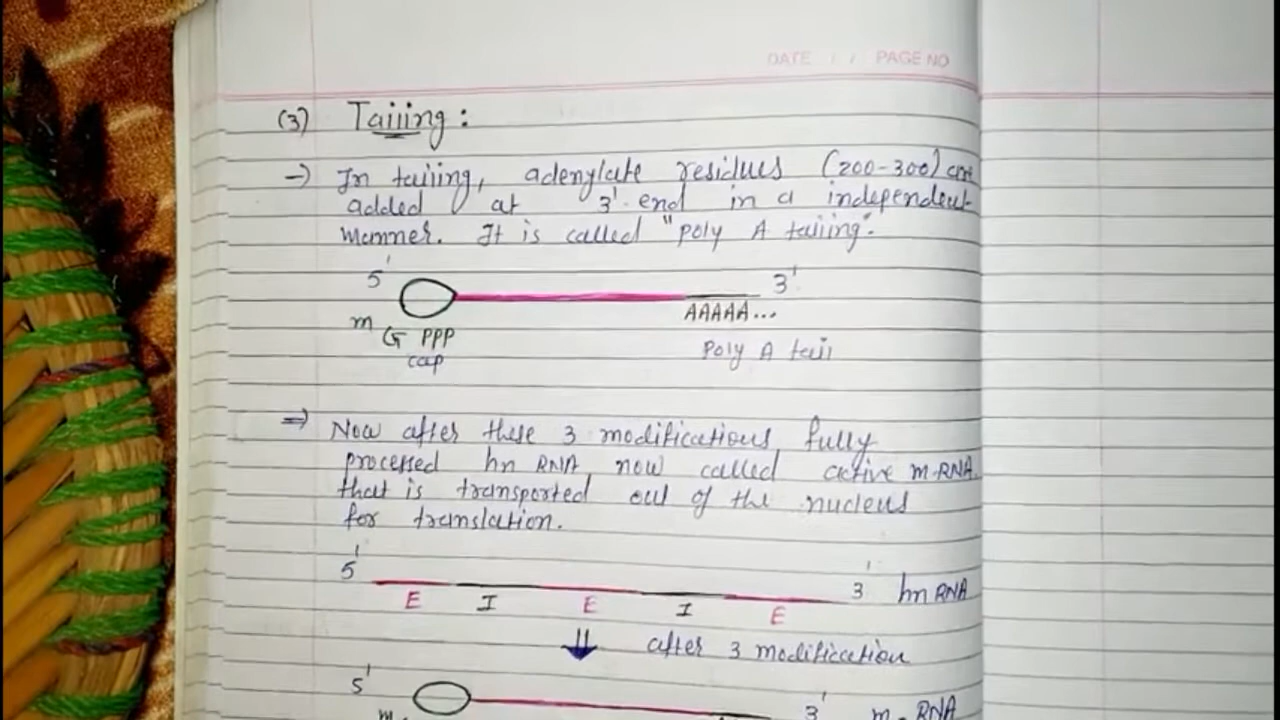 DATE / / PAGE NO
(3) Tailing:
→ In tailing, adenylate residues (200-300) are
added at 3' end in a independent
manner. It is called "poly A tailing".
5' 3'
AAAAA...
m G PPP
cap
Poly A tail
⇒ Now after these 3 modifications, fully
processed hn RNA, now called active m-RNA
that is transported out of the nucleus
for translation.
5' 3' hn RNA
E I E I E
⇓ after 3 modification
5' 3' m-RNA
m